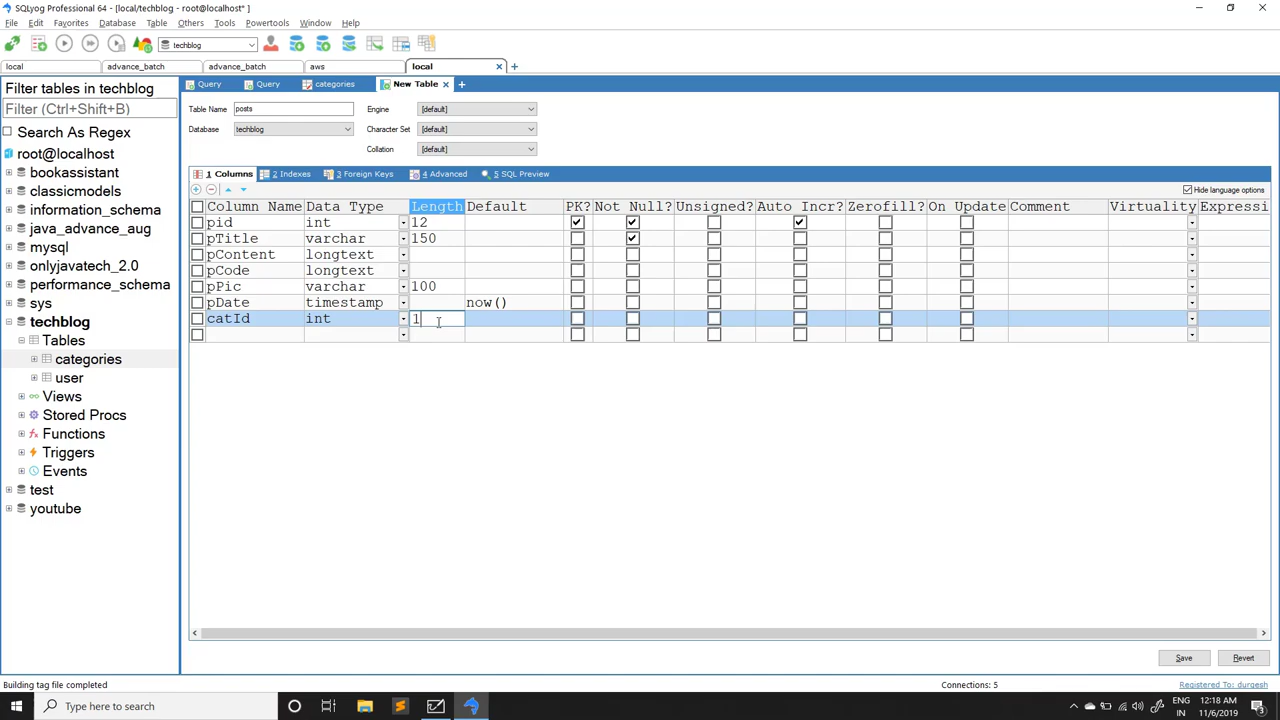 SQLyog Professional 64 - [local/techblog - root@localhost* ]
File Edit Favorites Database Table Others Tools Powertools Window Help
techblog
local advance_batch advance_batch aws local
Filter tables in techblog
Filter (Ctrl+Shift+B)
Search As Regex
root@localhost
bookassistant
classicmodels
information_schema
java_advance_aug
mysql
onlyjavatech_2.0
performance_schema
sys
techblog
Tables
categories
user
Views
Stored Procs
Functions
Triggers
Events
test
youtube
Query Query categories New Table
Table Name posts Engine [default]
Database techblog Character Set [default]
Collation [default]
1 Columns 2 Indexes 3 Foreign Keys 4 Advanced 5 SQL Preview
Hide language options
Column Name Data Type Length Default PK? Not Null? Unsigned? Auto Incr? Zerofill? On Update Comment Virtuality Expressi
pid int 12
pTitle varchar 150
pContent longtext
pCode longtext
pPic varchar 100
pDate timestamp now()
catId int 1
Save Revert
Building tag file completed Connections: 5 Registered To: durgesh
Type here to search
ENG
IN
12:18 AM
11/6/2019
3